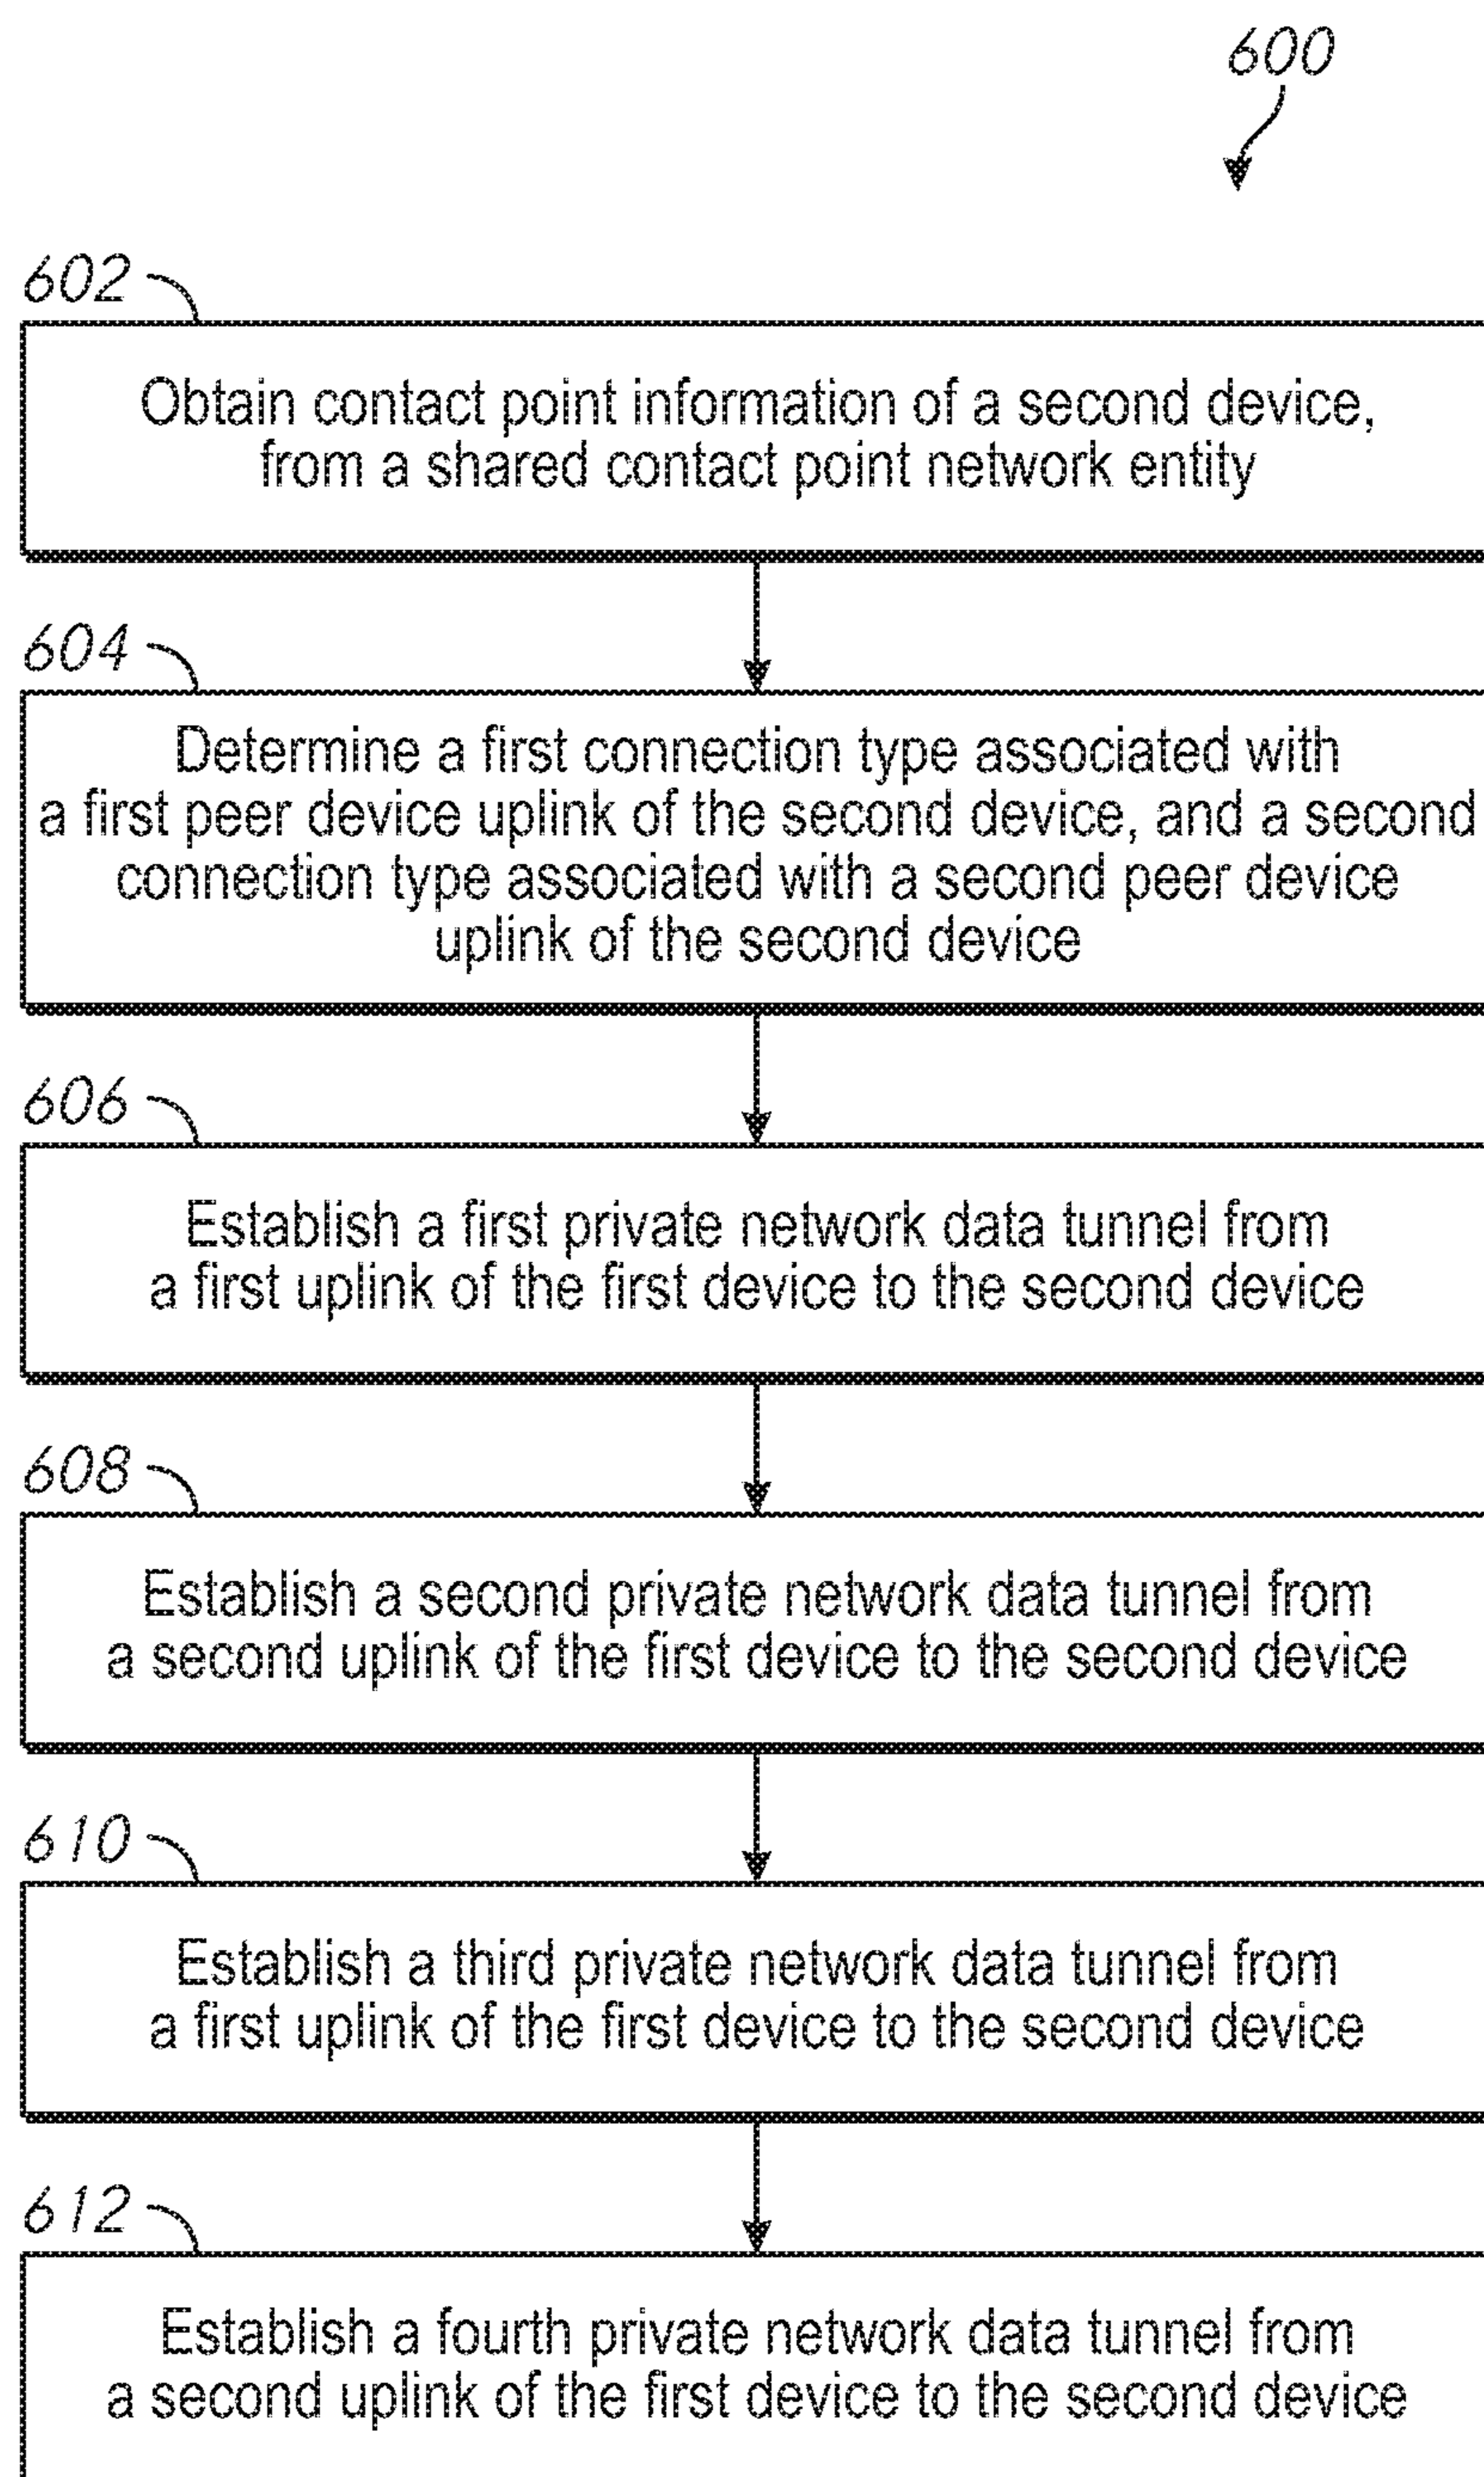 600
602
Obtain contact point information of a second device,
from a shared contact point network entity
604
Determine a first connection type associated with
a first peer device uplink of the second device, and a second
connection type associated with a second peer device
uplink of the second device
606
Establish a first private network data tunnel from
a first uplink of the first device to the second device
608
Establish a second private network data tunnel from
a second uplink of the first device to the second device
610
Establish a third private network data tunnel from
a first uplink of the first device to the second device
612
Establish a fourth private network data tunnel from
a second uplink of the first device to the second device